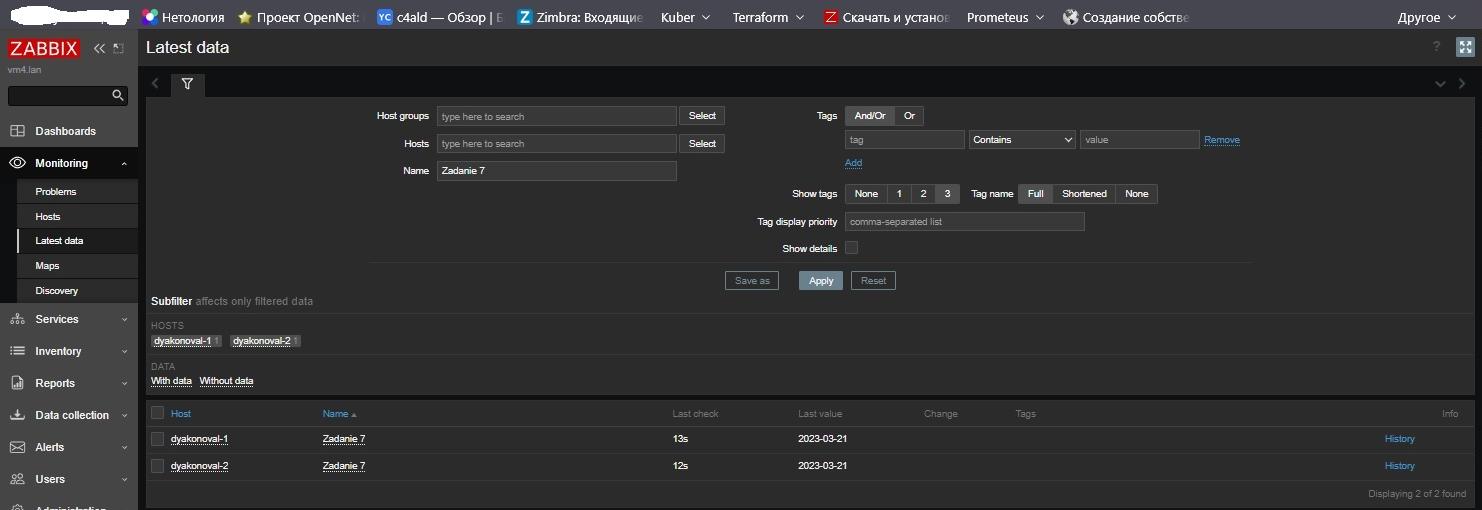 Нетология Проект OpenNet: c4ald — Обзор | Zimbra: Входящие Kuber Terraform Скачать и установ Prometeus Создание собстве Другое
ZABBIX
Latest data
?
vm4.lan
Dashboards
Monitoring
Problems
Hosts
Latest data
Maps
Discovery
Services
Inventory
Reports
Data collection
Alerts
Users
Host groups type here to search Select
Hosts type here to search Select
Name Zadanie 7
Tags And/Or Or
tag Contains value Remove
Add
Show tags None 1 2 3 Tag name Full Shortened None
Tag display priority comma-separated list
Show details
Save as Apply Reset
Subfilter affects only filtered data
HOSTS
dyakonoval-1 1 dyakonoval-2 1
DATA
With data Without data
Host Name Last check Last value Change Tags Info
dyakonoval-1 Zadanie 7 13s 2023-03-21 History
dyakonoval-2 Zadanie 7 12s 2023-03-21 History
Displaying 2 of 2 found